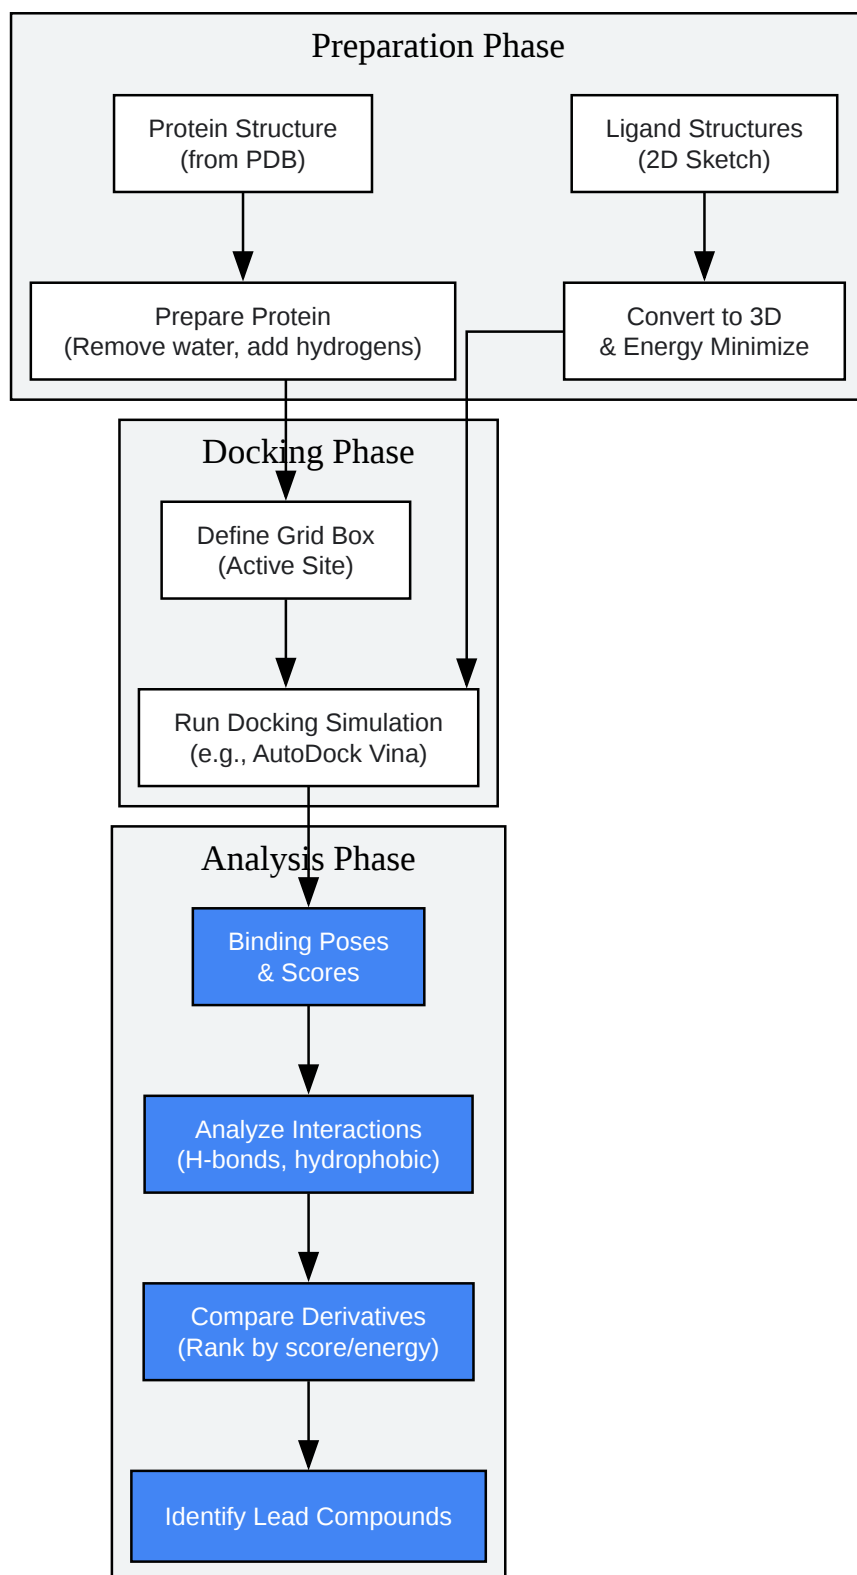 Preparation Phase
Protein Structure
(from PDB)
Ligand Structures
(2D Sketch)
Prepare Protein
(Remove water, add hydrogens)
Convert to 3D
& Energy Minimize
Docking Phase
Define Grid Box
(Active Site)
Run Docking Simulation
(e.g., AutoDock Vina)
Analysis Phase
Binding Poses
& Scores
Analyze Interactions
(H-bonds, hydrophobic)
Compare Derivatives
(Rank by score/energy)
Identify Lead Compounds